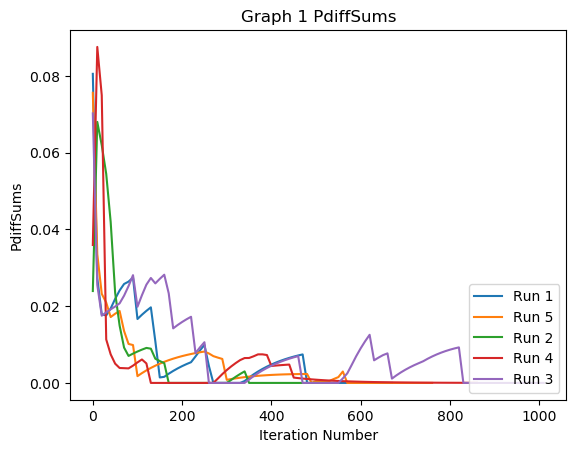 Graph 1 PdiffSums
PdiffSums
0.08
0.06
0.04
0.02
0.00
0
200
400
600
800
1000
Iteration Number
Run 1
Run 5
Run 2
Run 4
Run 3